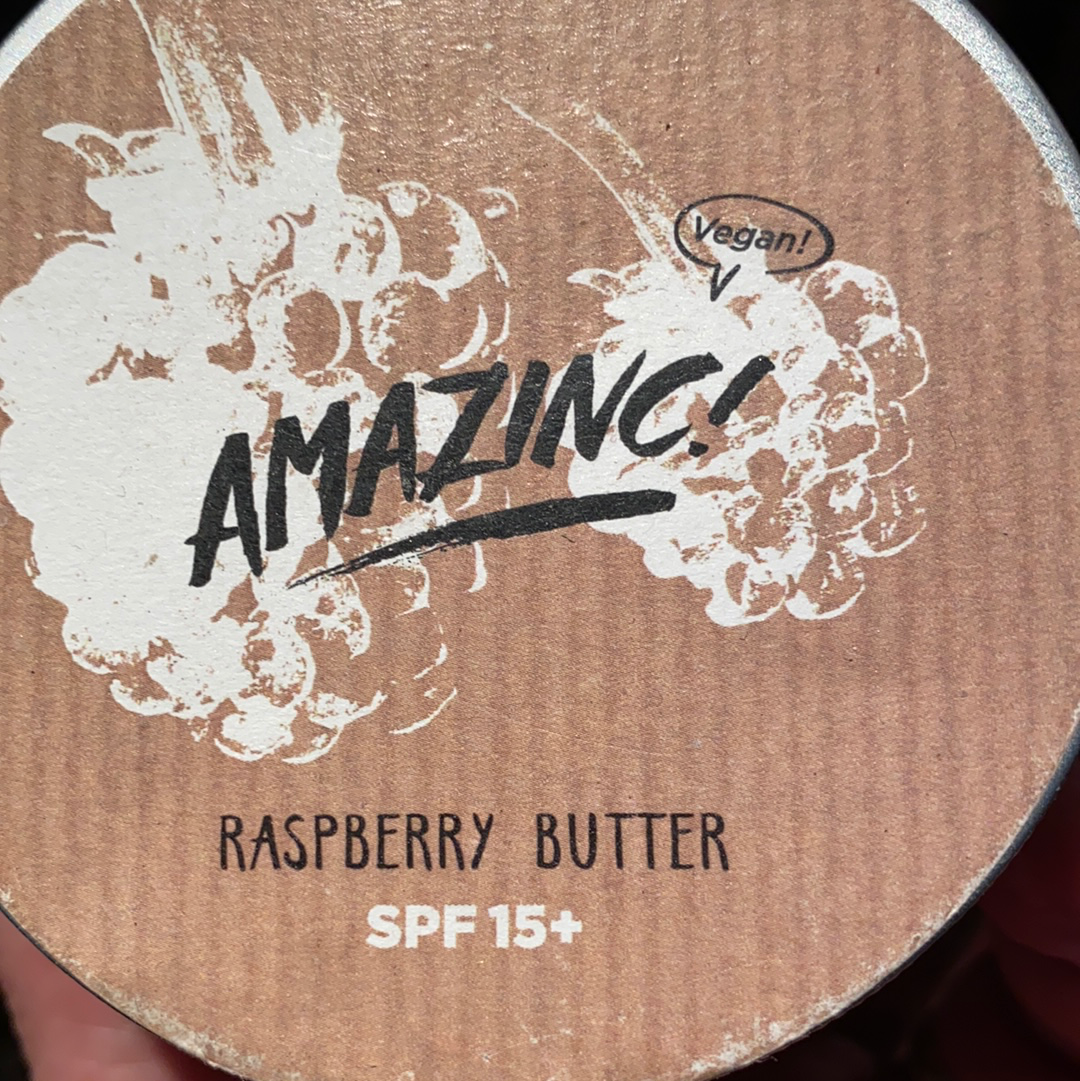 Vegan!
AMAZINC!
RASPBERRY BUTTER
SPF 15+